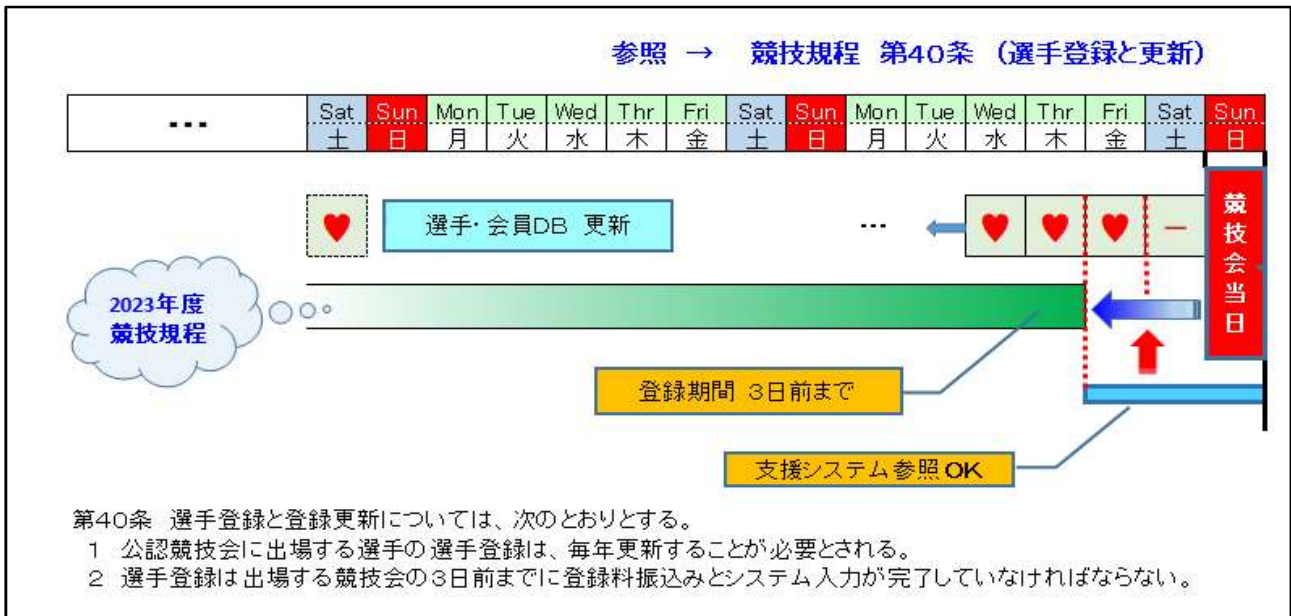 参照 → 競技規程 第40条 （選手登録と更新）
... Sat Sun Mon Tue Wed Thr Fri Sat Sun Mon Tue Wed Thr Fri Sat Sun
土 日 月 火 水 木 金 土 日 月 火 水 木 金 土 日
選手・会員DB 更新
...
競技会当日
2023年度
競技規程
登録期間 3日前まで
支援システム参照OK
第40条 選手登録と登録更新については、次のとおりとする。
1 公認競技会に出場する選手の選手登録は、毎年更新することが必要とされる。
2 選手登録は出場する競技会の3日前までに登録料振込みとシステム入力が完了していなければならない。